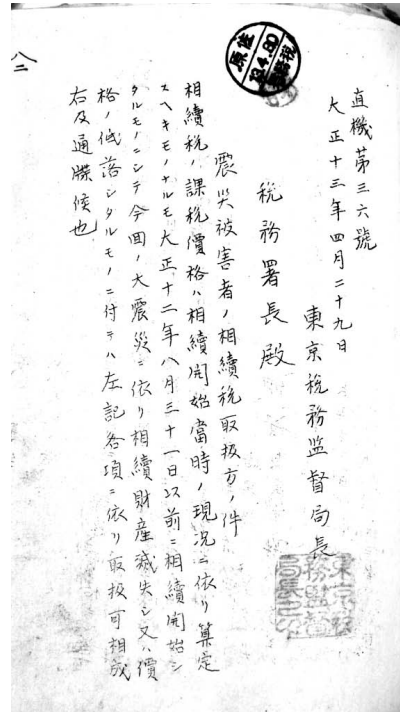 直機第三六號
大正十三年四月二十九日
東京税務監督局長
税務署長殿
震災被害者ノ相續税取扱方ノ件
相續税ノ課税價格ハ相續開始當時ノ現況ニ依リ算定
スヘキモノナルモ大正十二年八月三十一日以前ニ相續開始シ
タルモノニシテ今回ノ大震災ニ依リ相續財産滅失シ又ハ價
格ノ低落シタルモノニ付テハ左記各項ニ依リ取扱可相成
右及通牒候也
八二
13.4.30